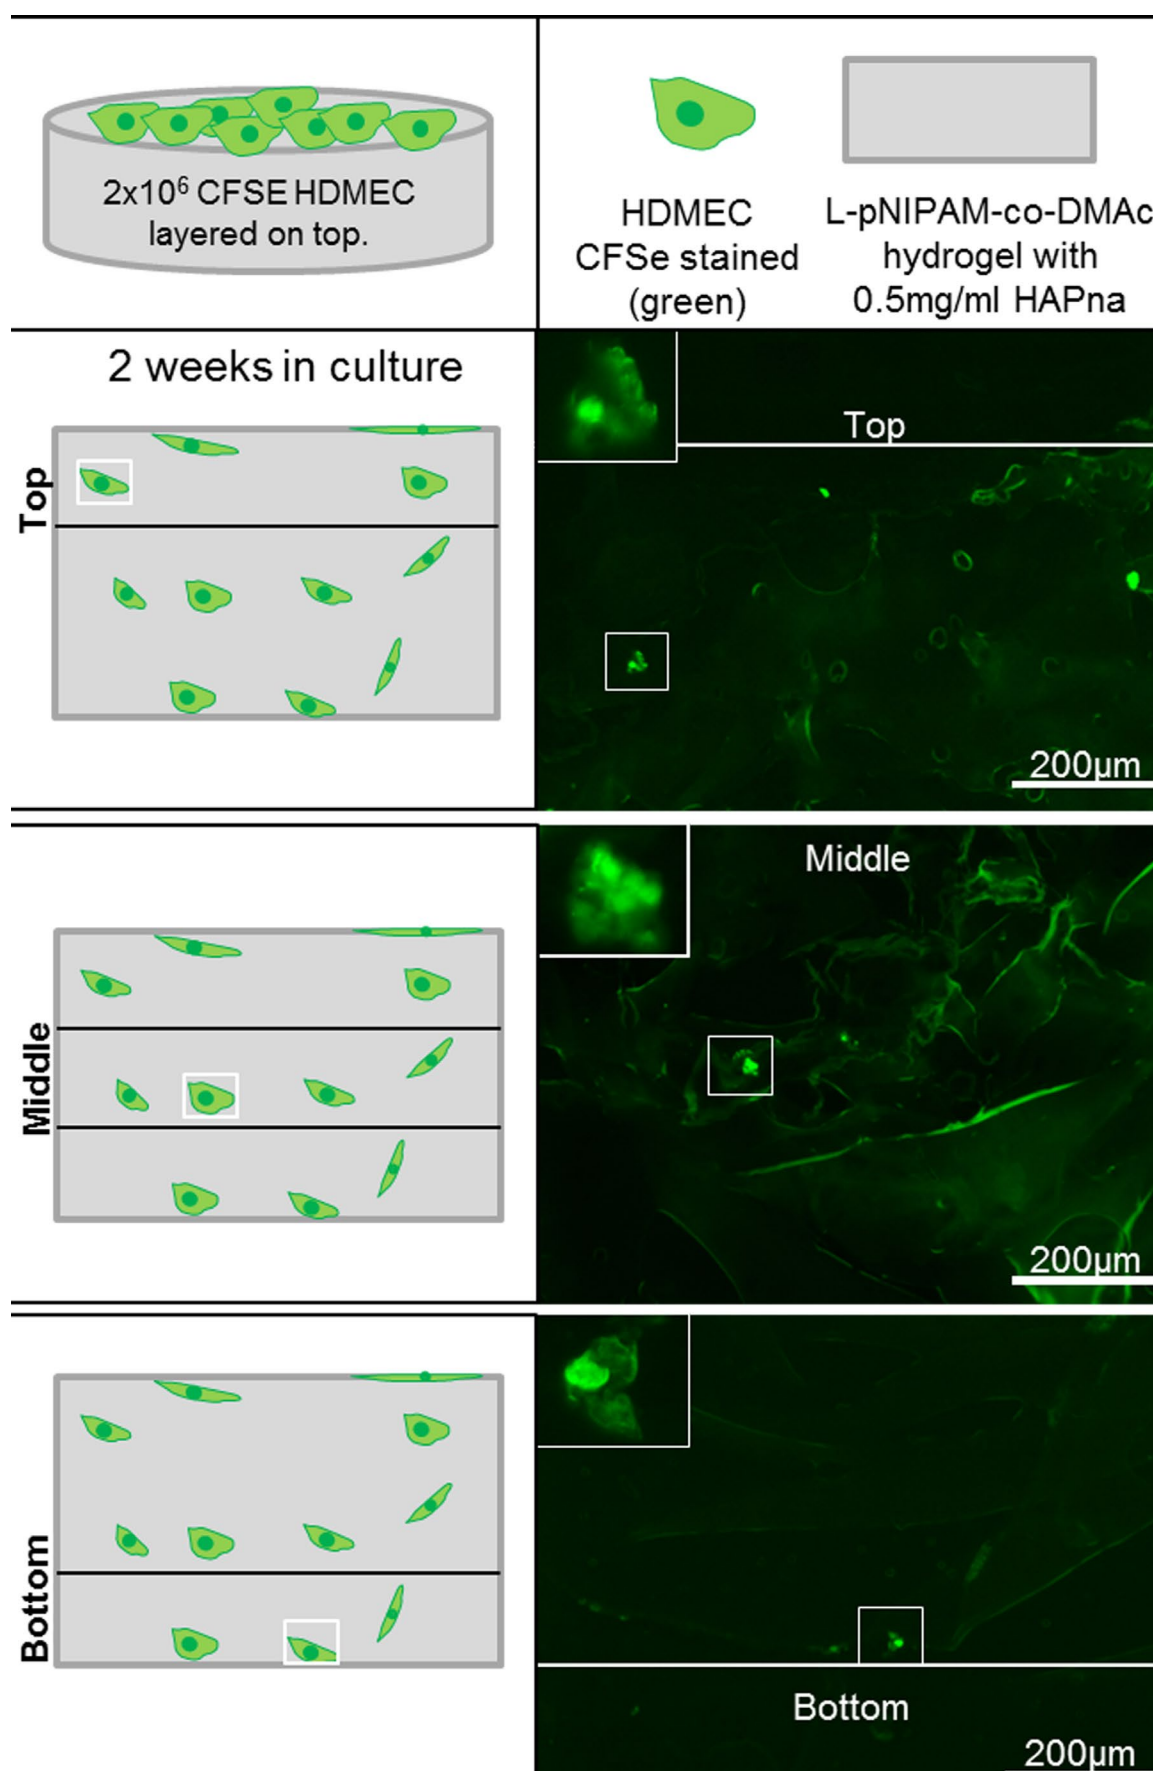 2x10⁶ CFSE HDMEC
layered on top.
HDMEC
CFSe stained
(green)
L-pNIPAM-co-DMAc
hydrogel with
0.5mg/ml HAPna
2 weeks in culture
Top
Top
200µm
Middle
Middle
200µm
Bottom
Bottom
200µm